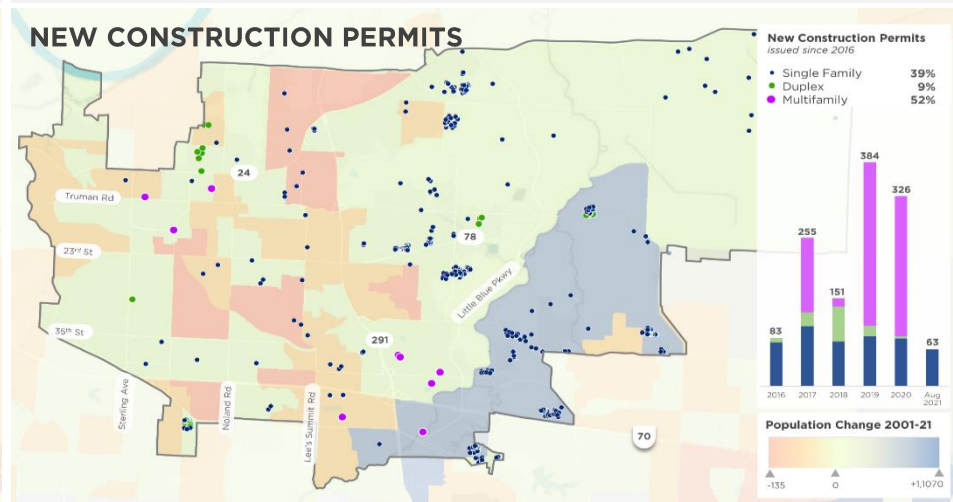 NEW CONSTRUCTION PERMITS
New Construction Permits
issued since 2016
Single Family 39%
Duplex 9%
Multifamily 52%
24
Truman Rd
78
23rd St
Little Blue Pkwy
35th St
291
Sterling Ave
Noland Rd
Lee's Summit Rd
70
384
326
255
151
83
63
2016 2017 2018 2019 2020 Aug
2021
Population Change 2001-21
-135 0 +1,1070